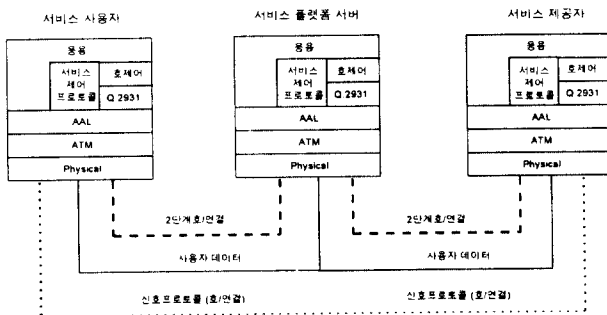 서비스 사용자
서비스 플랫폼 서버
서비스 제공자
응용
서비스
제어
프로토콜
호제어
Q 2931
AAL
ATM
Physical
응용
서비스
제어
프로토콜
호제어
Q 2931
AAL
ATM
Physical
응용
서비스
제어
프로토콜
호제어
Q 2931
AAL
ATM
Physical
2단계호/연결
2단계호/연결
사용자 데이터
사용자 데이터
신호프로토콜 (호/연결)
신호프로토콜 (호/연결)